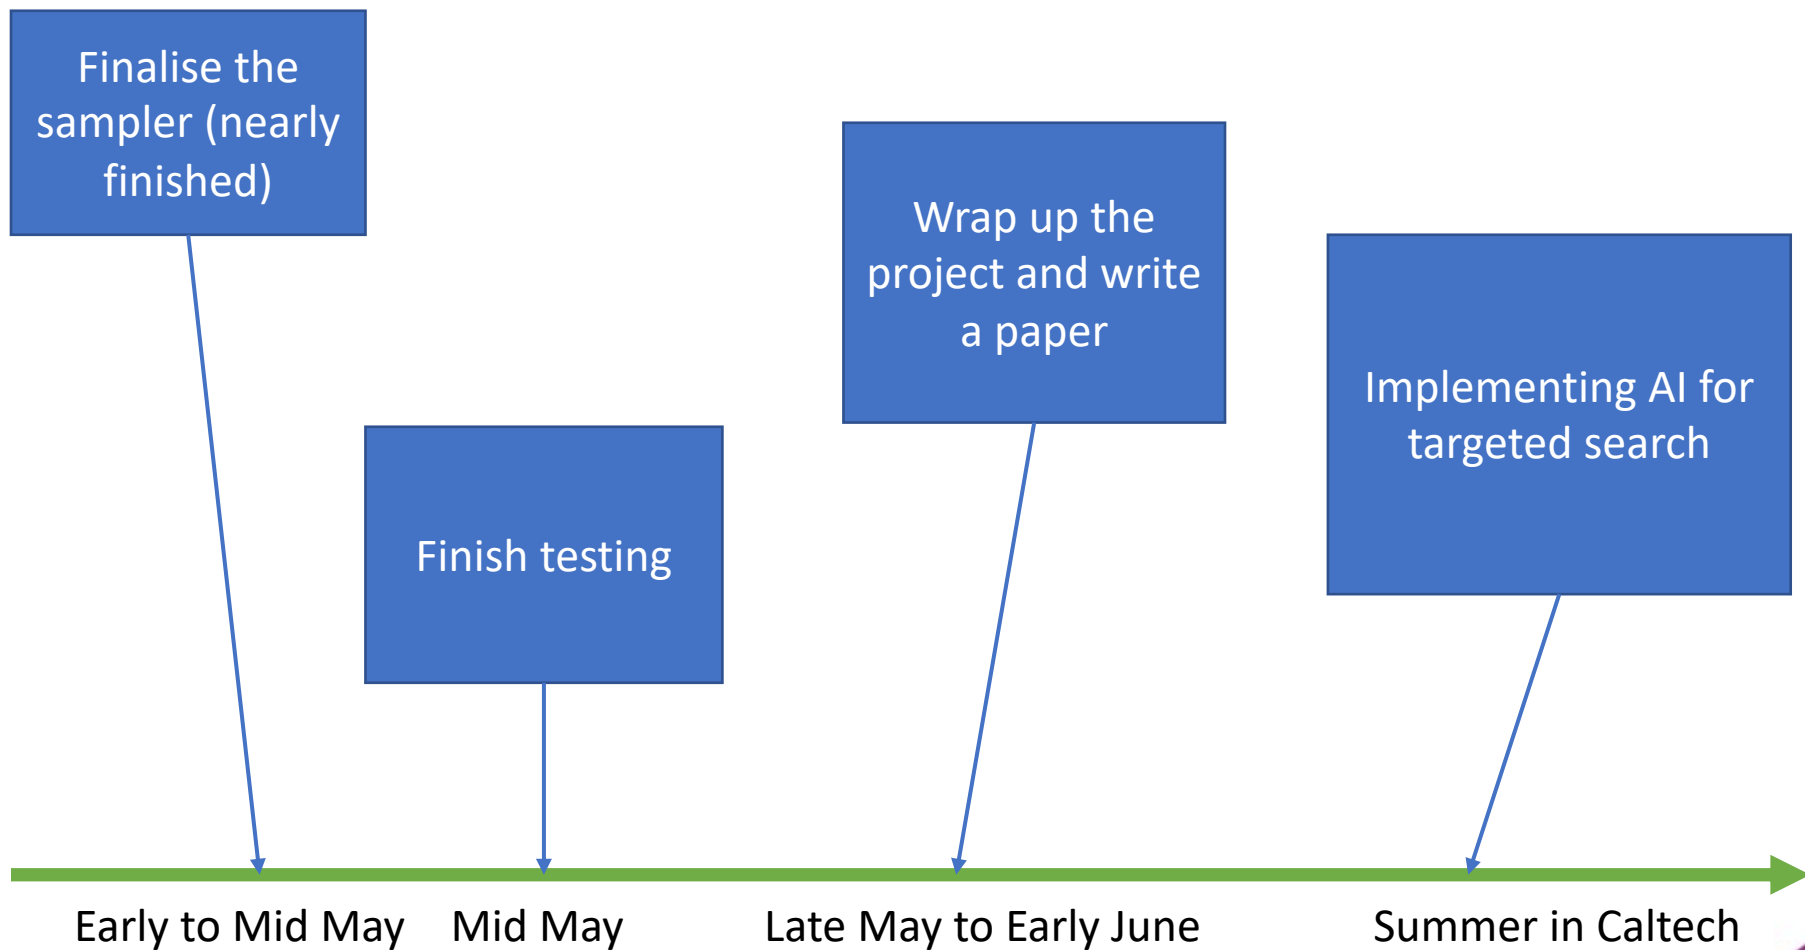 Finalise the
sampler (nearly
finished)
Finish testing
Wrap up the
project and write
a paper
Implementing AI for
targeted search
Early to Mid May
Mid May
Late May to Early June
Summer in Caltech